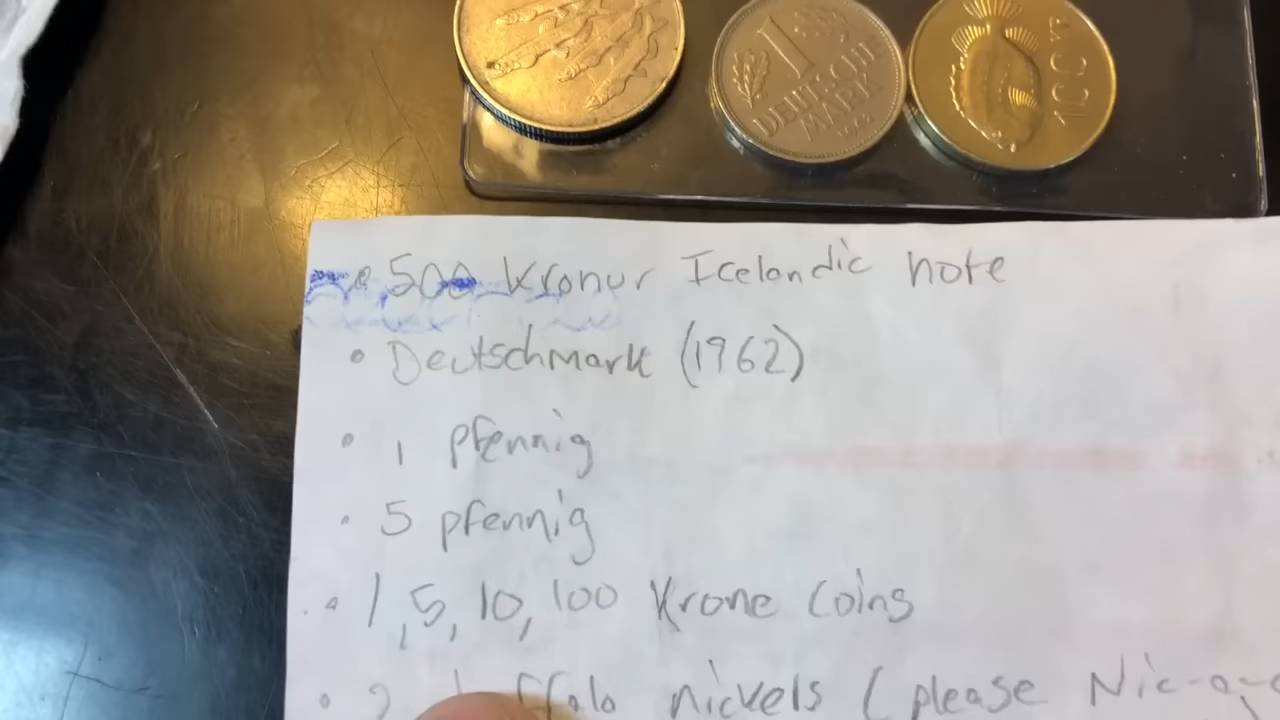 1
DEUTSCHE
MARK
100 KR
500 Kronur Icelandic note
Deutschmark (1962)
1 pfennig
5 pfennig
1, 5, 10, 100 Krone Coins
nickels (please